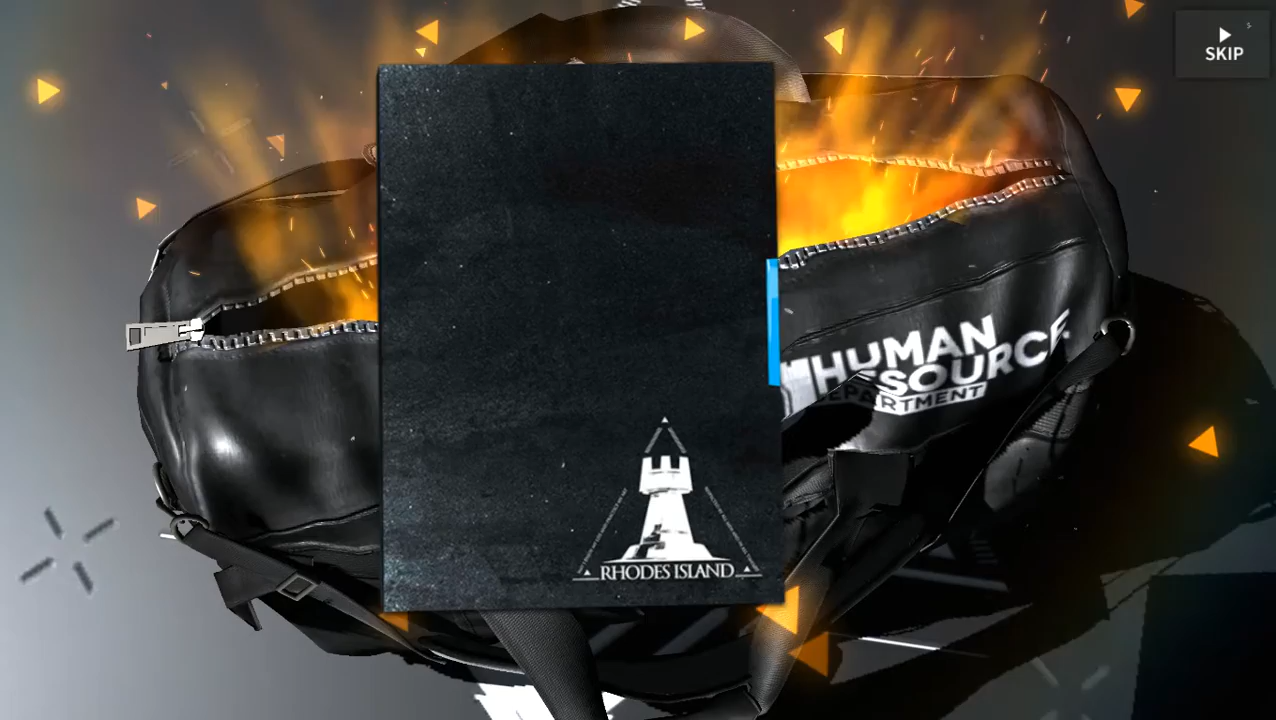 SKIP
HUMAN
RESOURCE
DEPARTMENT
RHODES ISLAND